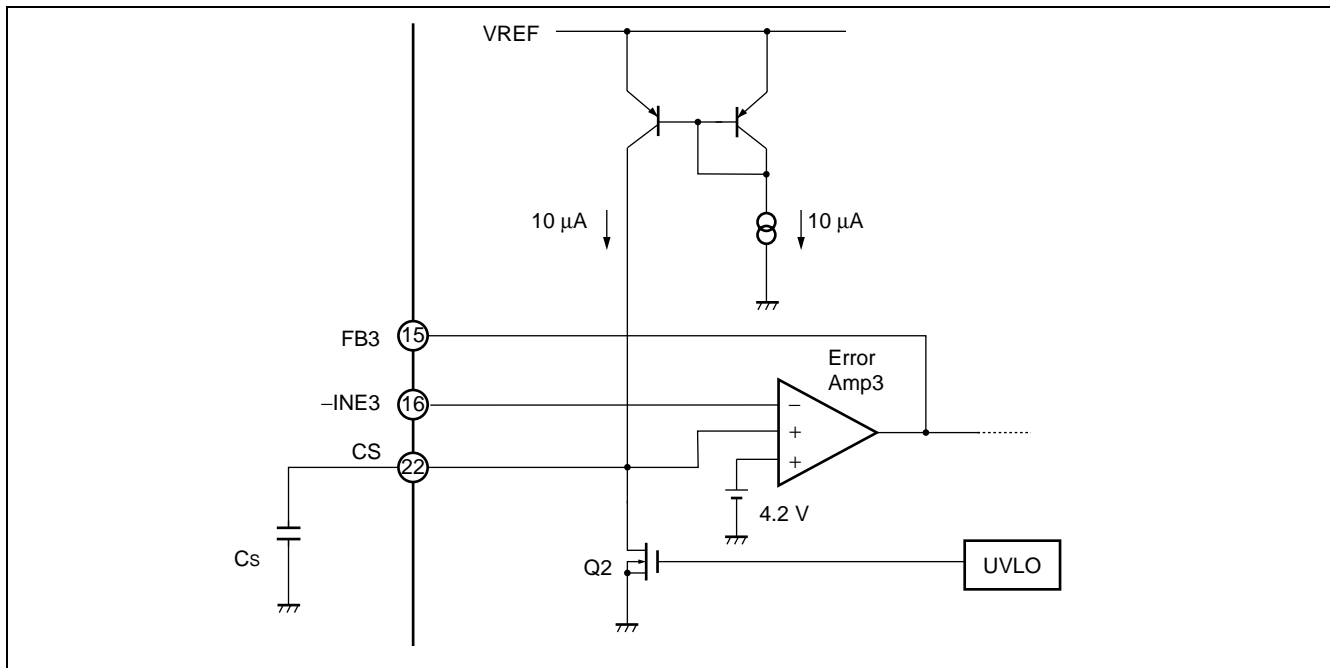 VREF
10 μA
10 μA
FB3
15
Error
Amp3
−INE3
16
−
+
CS
22
+
4.2 V
Cs
Q2
UVLO